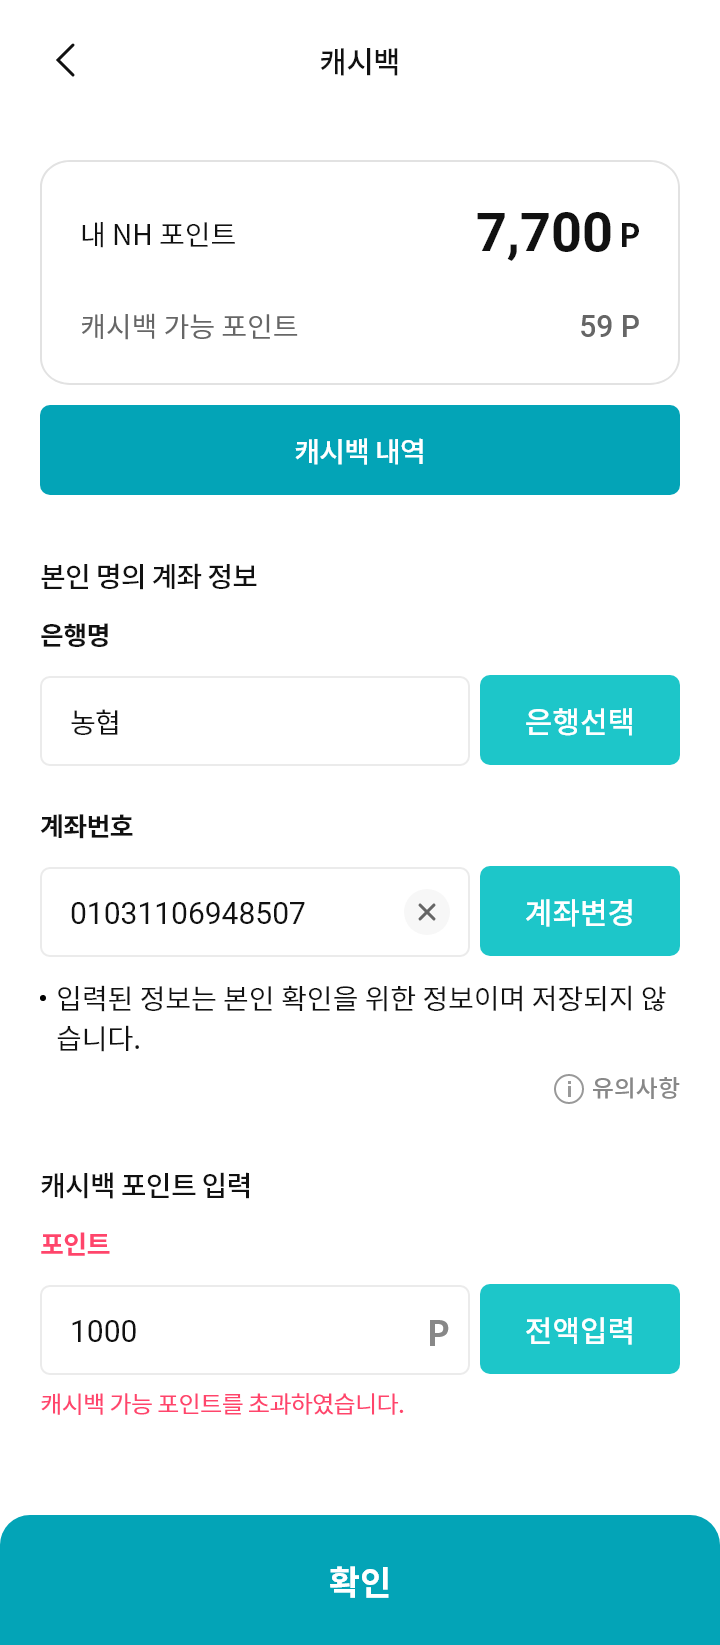 캐시백
내 NH 포인트 7,700 P
캐시백 가능 포인트 59 P
캐시백 내역
본인 명의 계좌 정보
은행명
농협 은행선택
계좌번호
01031106948507 계좌변경
• 입력된 정보는 본인 확인을 위한 정보이며 저장되지 않
습니다.
유의사항
캐시백 포인트 입력
포인트
1000 P 전액입력
캐시백 가능 포인트를 초과하였습니다.
확인